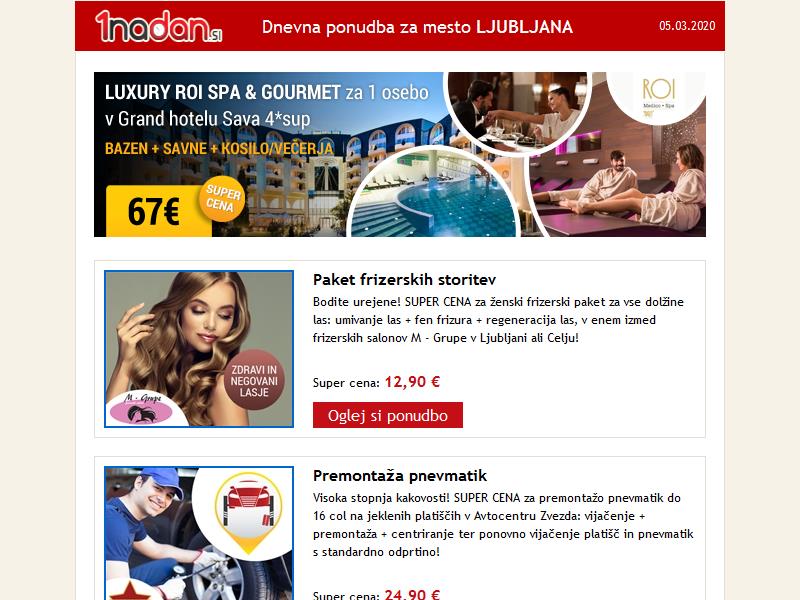 1nadan.si
Dnevna ponudba za mesto LJUBLJANA
05.03.2020
LUXURY ROI SPA & GOURMET za 1 osebo
v Grand hotelu Sava 4*sup
BAZEN + SAVNE + KOSILO/VEČERJA
67€
SUPER
CENA
ROI
Medico • Spa
Paket frizerskih storitev
Bodite urejene! SUPER CENA za ženski frizerski paket za vse dolžine
las: umivanje las + fen frizura + regeneracija las, v enem izmed
frizerskih salonov M - Grupe v Ljubljani ali Celju!
ZDRAVI IN
NEGOVANI
LASJE
M - Grupe
Super cena: 12,90 €
Oglej si ponudbo
Premontaža pnevmatik
Visoka stopnja kakovosti! SUPER CENA za premontažo pnevmatik do
16 col na jeklenih platiščih v Avtocentru Zvezda: vijačenje +
premontaža + centriranje ter ponovno vijačenje platišč in pnevmatik
s standardno odprtino!
Super cena: 24,90 €